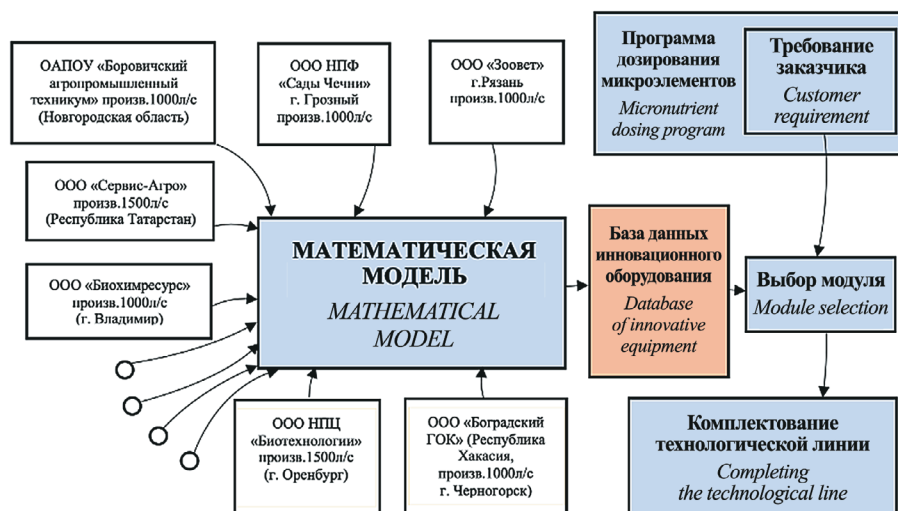 ОАПОУ «Боровичский
агропромышленный
техникум» произв.1000л/с
(Новгородская область)
ООО НПФ
«Сады Чечни»
г. Грозный
произв.1000л/с
ООО «Зоовет»
г.Рязань
произв.1000л/с
Программа
дозирования
микроэлементов
Micronutrient
dosing program
Требование
заказчика
Customer
requirement
ООО «Сервис-Агро»
произв.1500л/с
(Республика Татарстан)
ООО «Биохимресурс»
произв.1000л/с
(г. Владимир)
МАТЕМАТИЧЕСКАЯ
МОДЕЛЬ
MATHEMATICAL
MODEL
База данных
инновационного
оборудования
Database
of innovative
equipment
Выбор модуля
Module selection
ООО НПЦ
«Биотехнологии»
произв.1500л/с
(г. Оренбург)
ООО «Боградский
ГОК» (Республика
Хакасия,
произв.1000л/с
г. Черногорск)
Комплектование
технологической линии
Completing
the technological line